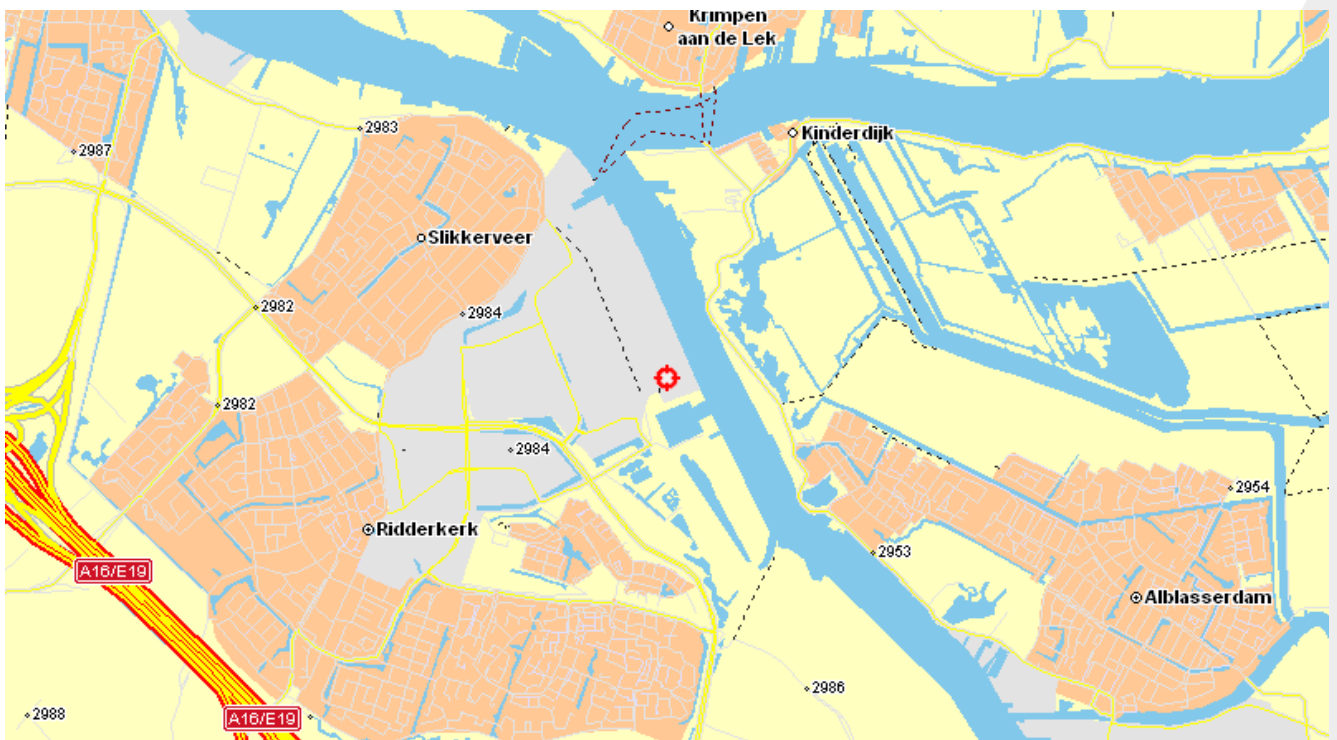 Krimpen
aan de Lek
2983
Kinderdijk
2987
Slikkerveer
2982
2984
2982
2984
2954
Ridderkerk
2953
A16/E19
Alblasserdam
2986
2988
A16/E19